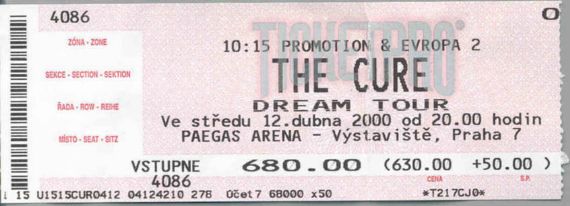 4086
O
ZÓNA - ZONE
SEKCE - SECTION - SEKTION
ŘADA - ROW - REIHE
MÍSTO - SEAT - SITZ
TICKETPRO®
10:15 PROMOTION & EVROPA 2
THE CURE
DREAM TOUR
Ve středu 12.dubna 2000 od 20.00 hodin
PAEGAS ARENA - Výstaviště, Praha 7
VSTUPNE 680.00 (630.00 +50.00 )
4086 CENA S.P.
15 U1515CUR0412 04124210 278 Účet7 68000 x50 *T217CJ0*